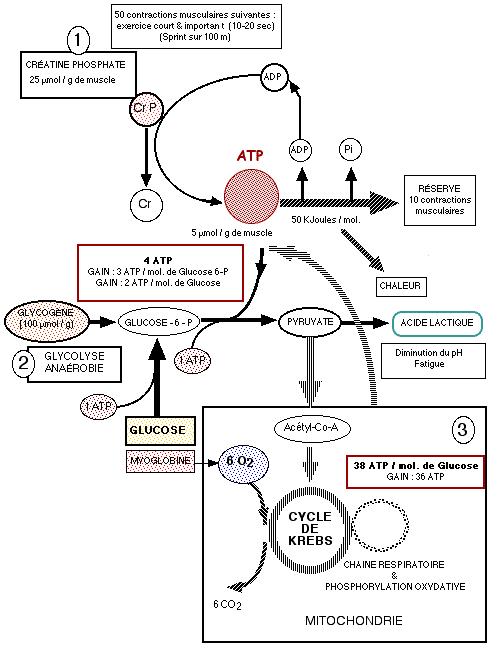 50 contractions musculaires suivantes :
exercice court & important (10-20 sec)
(Sprint sur 100 m)
1
CRÉATINE PHOSPHATE
25 µmol / g de muscle
Cr P
ADP
ATP
ADP
Pi
Cr
RÉSERVE
10 contractions
musculaires
50 KJoules / mol.
5 µmol / g de muscle
4 ATP
GAIN : 3 ATP / mol. de Glucose 6-P
GAIN : 2 ATP / mol. de Glucose
CHALEUR
GLYCOGÈNE
[100 µmol / g)
GLUCOSE - 6 - P
PYRUVATE
ACIDE LACTIQUE
2
GLYCOLYSE
ANAÉROBIE
1 ATP
Diminution du pH
Fatigue
1 ATP
GLUCOSE
Acétyl-Co-A
3
MYOGLOBINE
6 O2
38 ATP / mol. de Glucose
GAIN : 36 ATP
CYCLE
DE
KREBS
CHAINE RESPIRATOIRE
&
PHOSPHORYLATION OXYDATIVE
6 CO2
MITOCHONDRIE